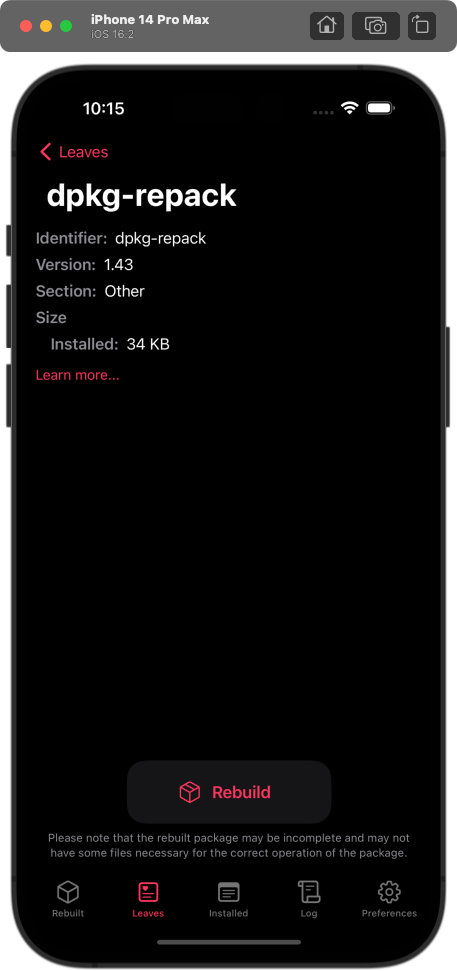 iPhone 14 Pro Max
iOS 16.2
10:15
Leaves
dpkg-repack
Identifier: dpkg-repack
Version: 1.43
Section: Other
Size
Installed: 34 KB
Learn more...
Rebuild
Please note that the rebuilt package may be incomplete and may not
have some files necessary for the correct operation of the package.
Rebuilt Leaves Installed Log Preferences